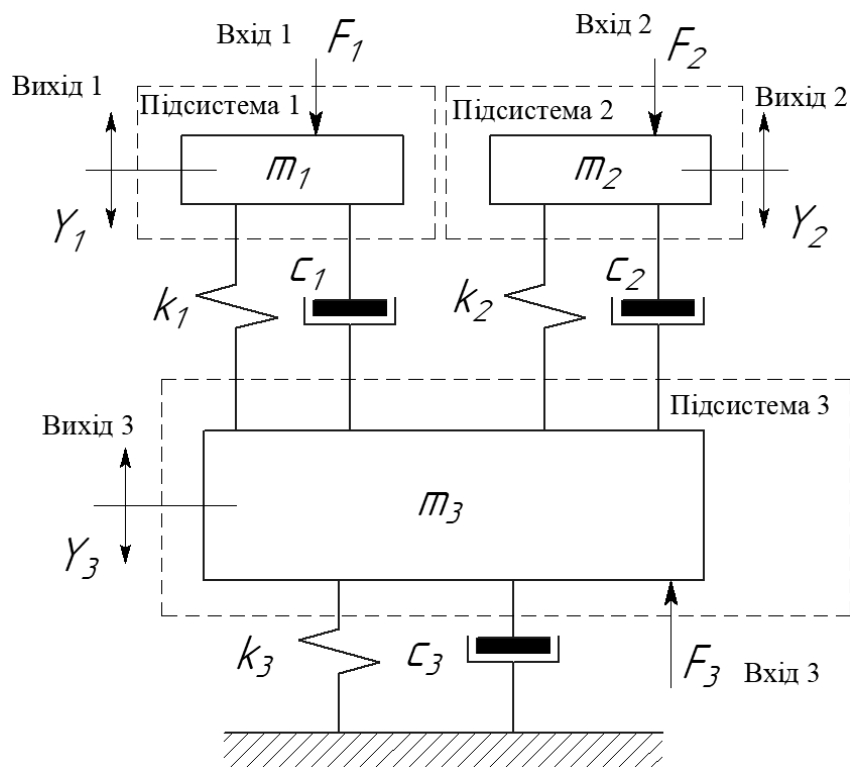 Вхід 1
F1
Вхід 2
F2
Вихід 1
Підсистема 1
Підсистема 2
Вихід 2
m1
m2
Y1
Y2
k1
c1
k2
c2
Підсистема 3
Вихід 3
m3
Y3
k3
c3
F3
Вхід 3